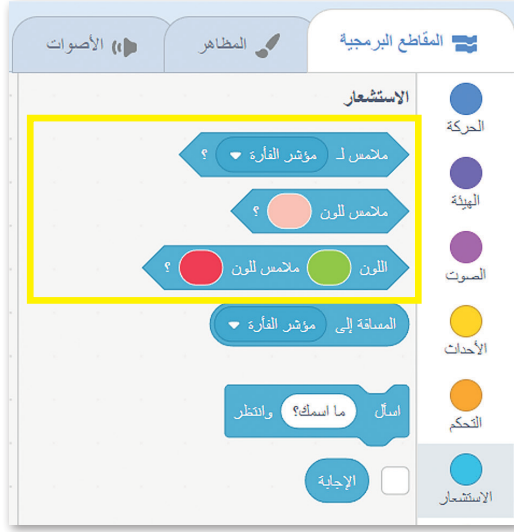 المقاطع البرمجية
المظاهر
الأصوات
الحركة
الهيئة
الصوت
الأحداث
التحكم
الاستشعار
الاستشعار
ملامس لـ مؤشر الفأرة ؟
ملامس للون ؟
اللون ملامس للون ؟
المسافة إلى مؤشر الفأرة
اسأل ما اسمك؟ وانتظر
الإجابة